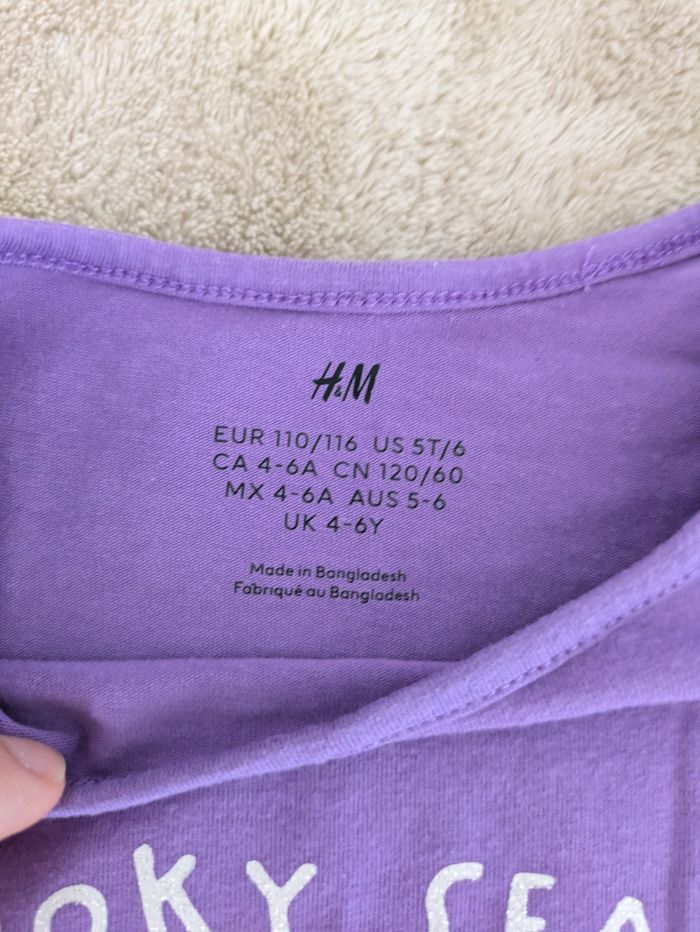 H&M
EUR 110/116 US 5T/6
CA 4-6A CN 120/60
MX 4-6A AUS 5-6
UK 4-6Y
Made in Bangladesh
Fabriqué au Bangladesh